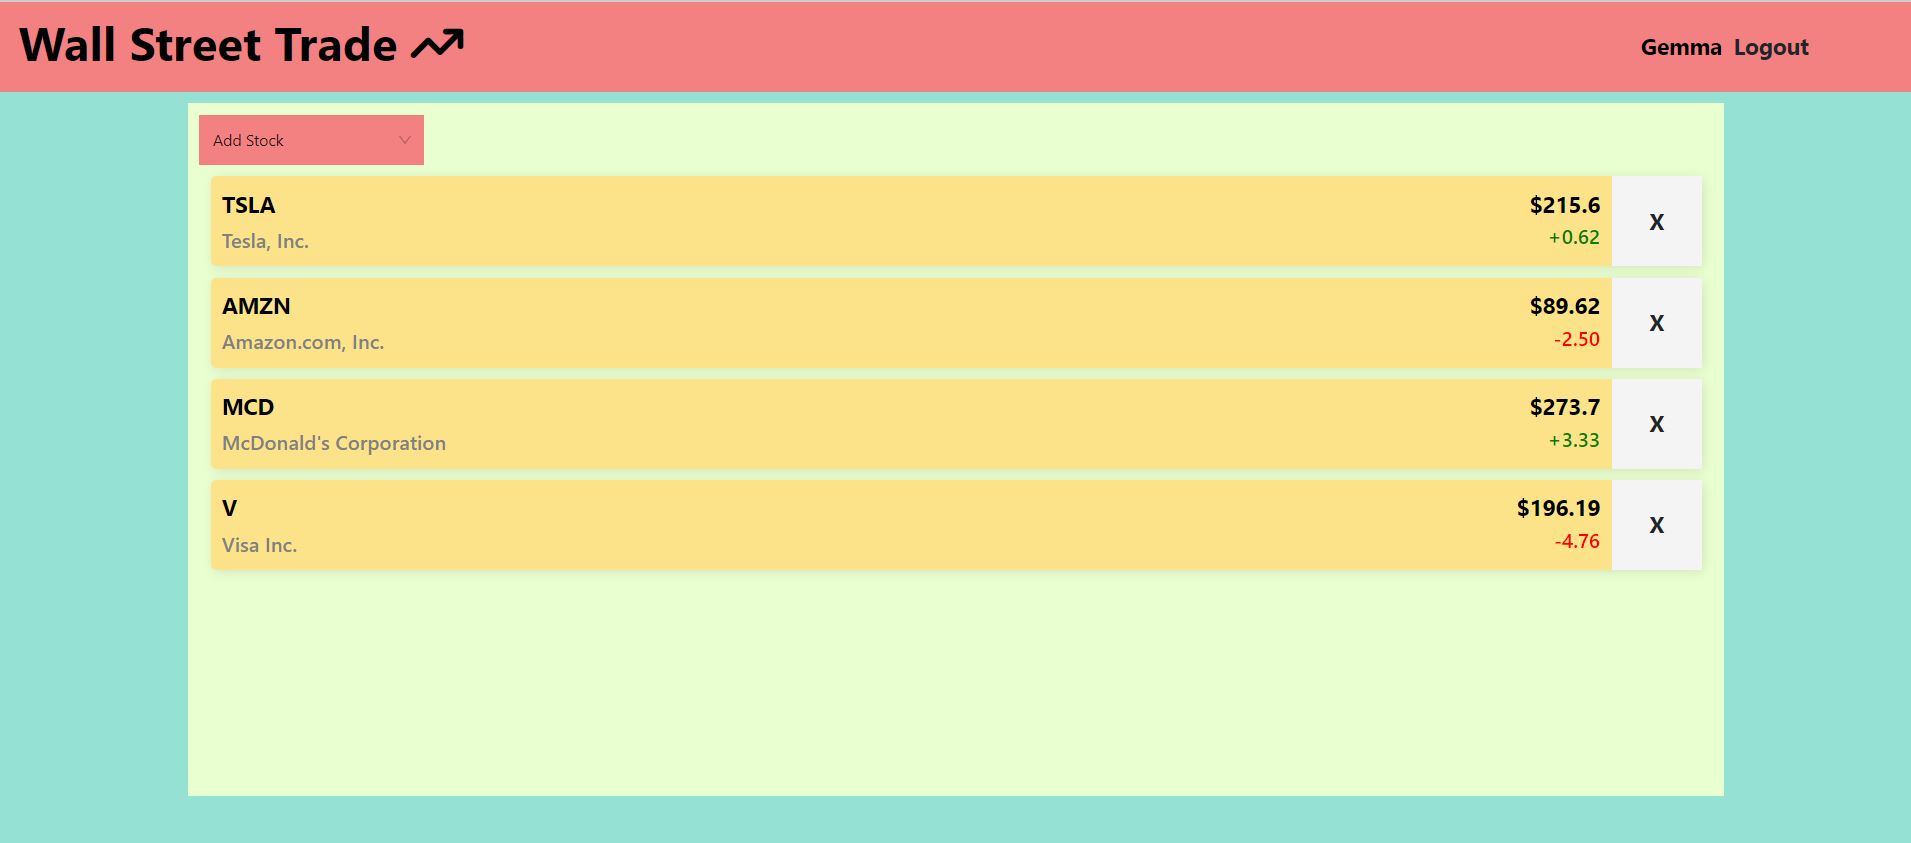 Wall Street Trade
Gemma Logout
Add Stock
TSLA
Tesla, Inc.
$215.6
+0.62
X
AMZN
Amazon.com, Inc.
$89.62
-2.50
X
MCD
McDonald's Corporation
$273.7
+3.33
X
V
Visa Inc.
$196.19
-4.76
X